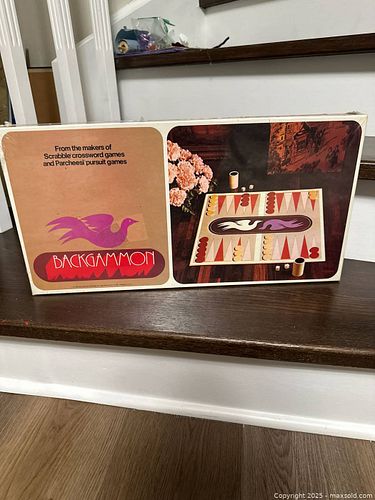 From the makers of
Scrabble crossword games
and Parcheesi pursuit games
BACKGAMMON
Copyright 2025 - maxsold.com